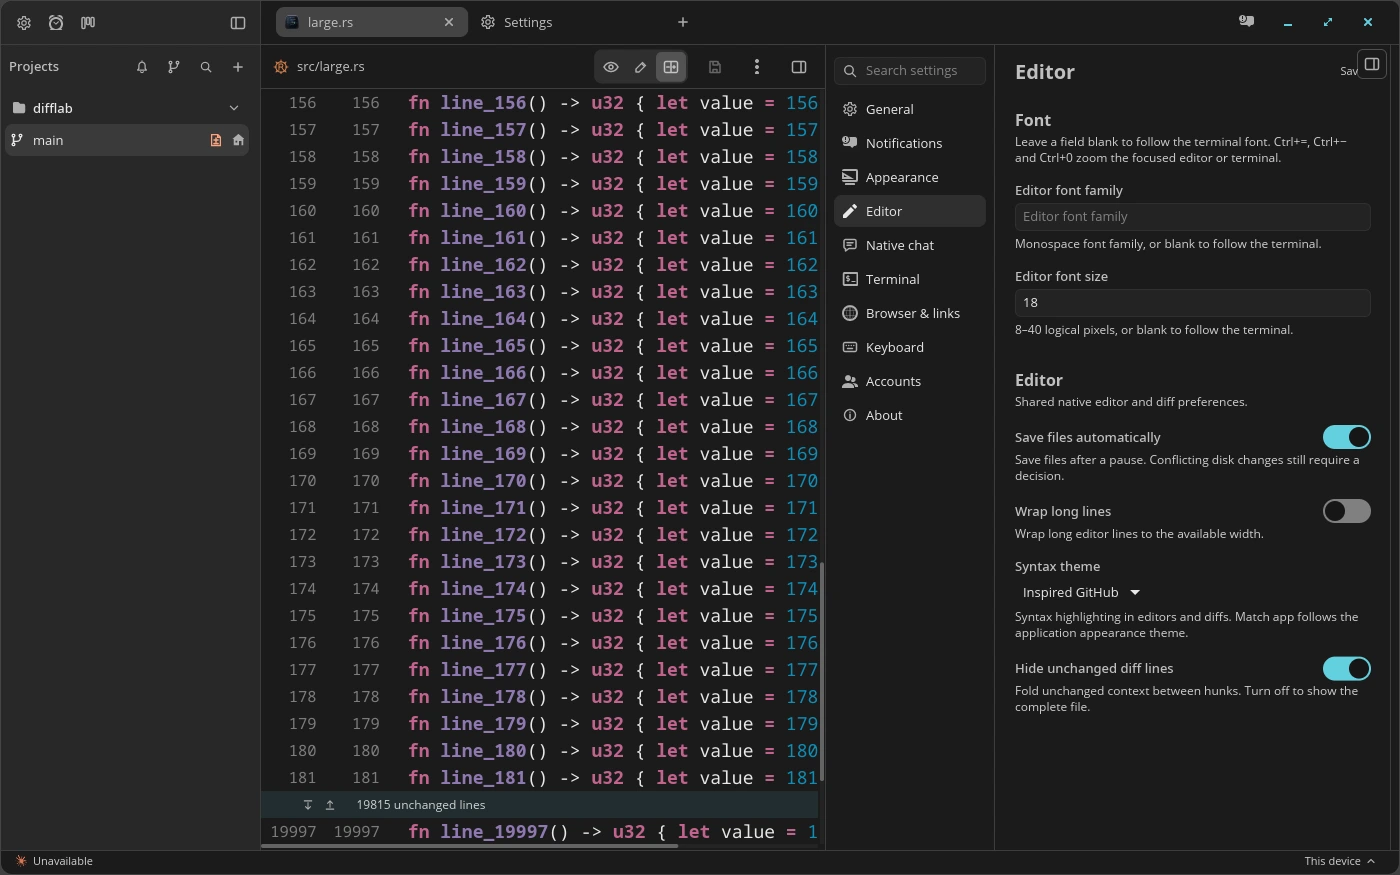 large.rs
Settings
Projects
difflab
main
src/large.rs
156 156 fn line_156() -> u32 { let value = 156
157 157 fn line_157() -> u32 { let value = 157
158 158 fn line_158() -> u32 { let value = 158
159 159 fn line_159() -> u32 { let value = 159
160 160 fn line_160() -> u32 { let value = 160
161 161 fn line_161() -> u32 { let value = 161
162 162 fn line_162() -> u32 { let value = 162
163 163 fn line_163() -> u32 { let value = 163
164 164 fn line_164() -> u32 { let value = 164
165 165 fn line_165() -> u32 { let value = 165
166 166 fn line_166() -> u32 { let value = 166
167 167 fn line_167() -> u32 { let value = 167
168 168 fn line_168() -> u32 { let value = 168
169 169 fn line_169() -> u32 { let value = 169
170 170 fn line_170() -> u32 { let value = 170
171 171 fn line_171() -> u32 { let value = 171
172 172 fn line_172() -> u32 { let value = 172
173 173 fn line_173() -> u32 { let value = 173
174 174 fn line_174() -> u32 { let value = 174
175 175 fn line_175() -> u32 { let value = 175
176 176 fn line_176() -> u32 { let value = 176
177 177 fn line_177() -> u32 { let value = 177
178 178 fn line_178() -> u32 { let value = 178
179 179 fn line_179() -> u32 { let value = 179
180 180 fn line_180() -> u32 { let value = 180
181 181 fn line_181() -> u32 { let value = 181
19815 unchanged lines
19997 19997 fn line_19997() -> u32 { let value = 1
Search settings
General
Notifications
Appearance
Editor
Native chat
Terminal
Browser & links
Keyboard
Accounts
About
Editor
Sav
Font
Leave a field blank to follow the terminal font. Ctrl+=, Ctrl+−
and Ctrl+0 zoom the focused editor or terminal.
Editor font family
Editor font family
Monospace font family, or blank to follow the terminal.
Editor font size
18
8–40 logical pixels, or blank to follow the terminal.
Editor
Shared native editor and diff preferences.
Save files automatically
Save files after a pause. Conflicting disk changes still require a
decision.
Wrap long lines
Wrap long editor lines to the available width.
Syntax theme
Inspired GitHub
Syntax highlighting in editors and diffs. Match app follows the
application appearance theme.
Hide unchanged diff lines
Fold unchanged context between hunks. Turn off to show the
complete file.
Unavailable
This device